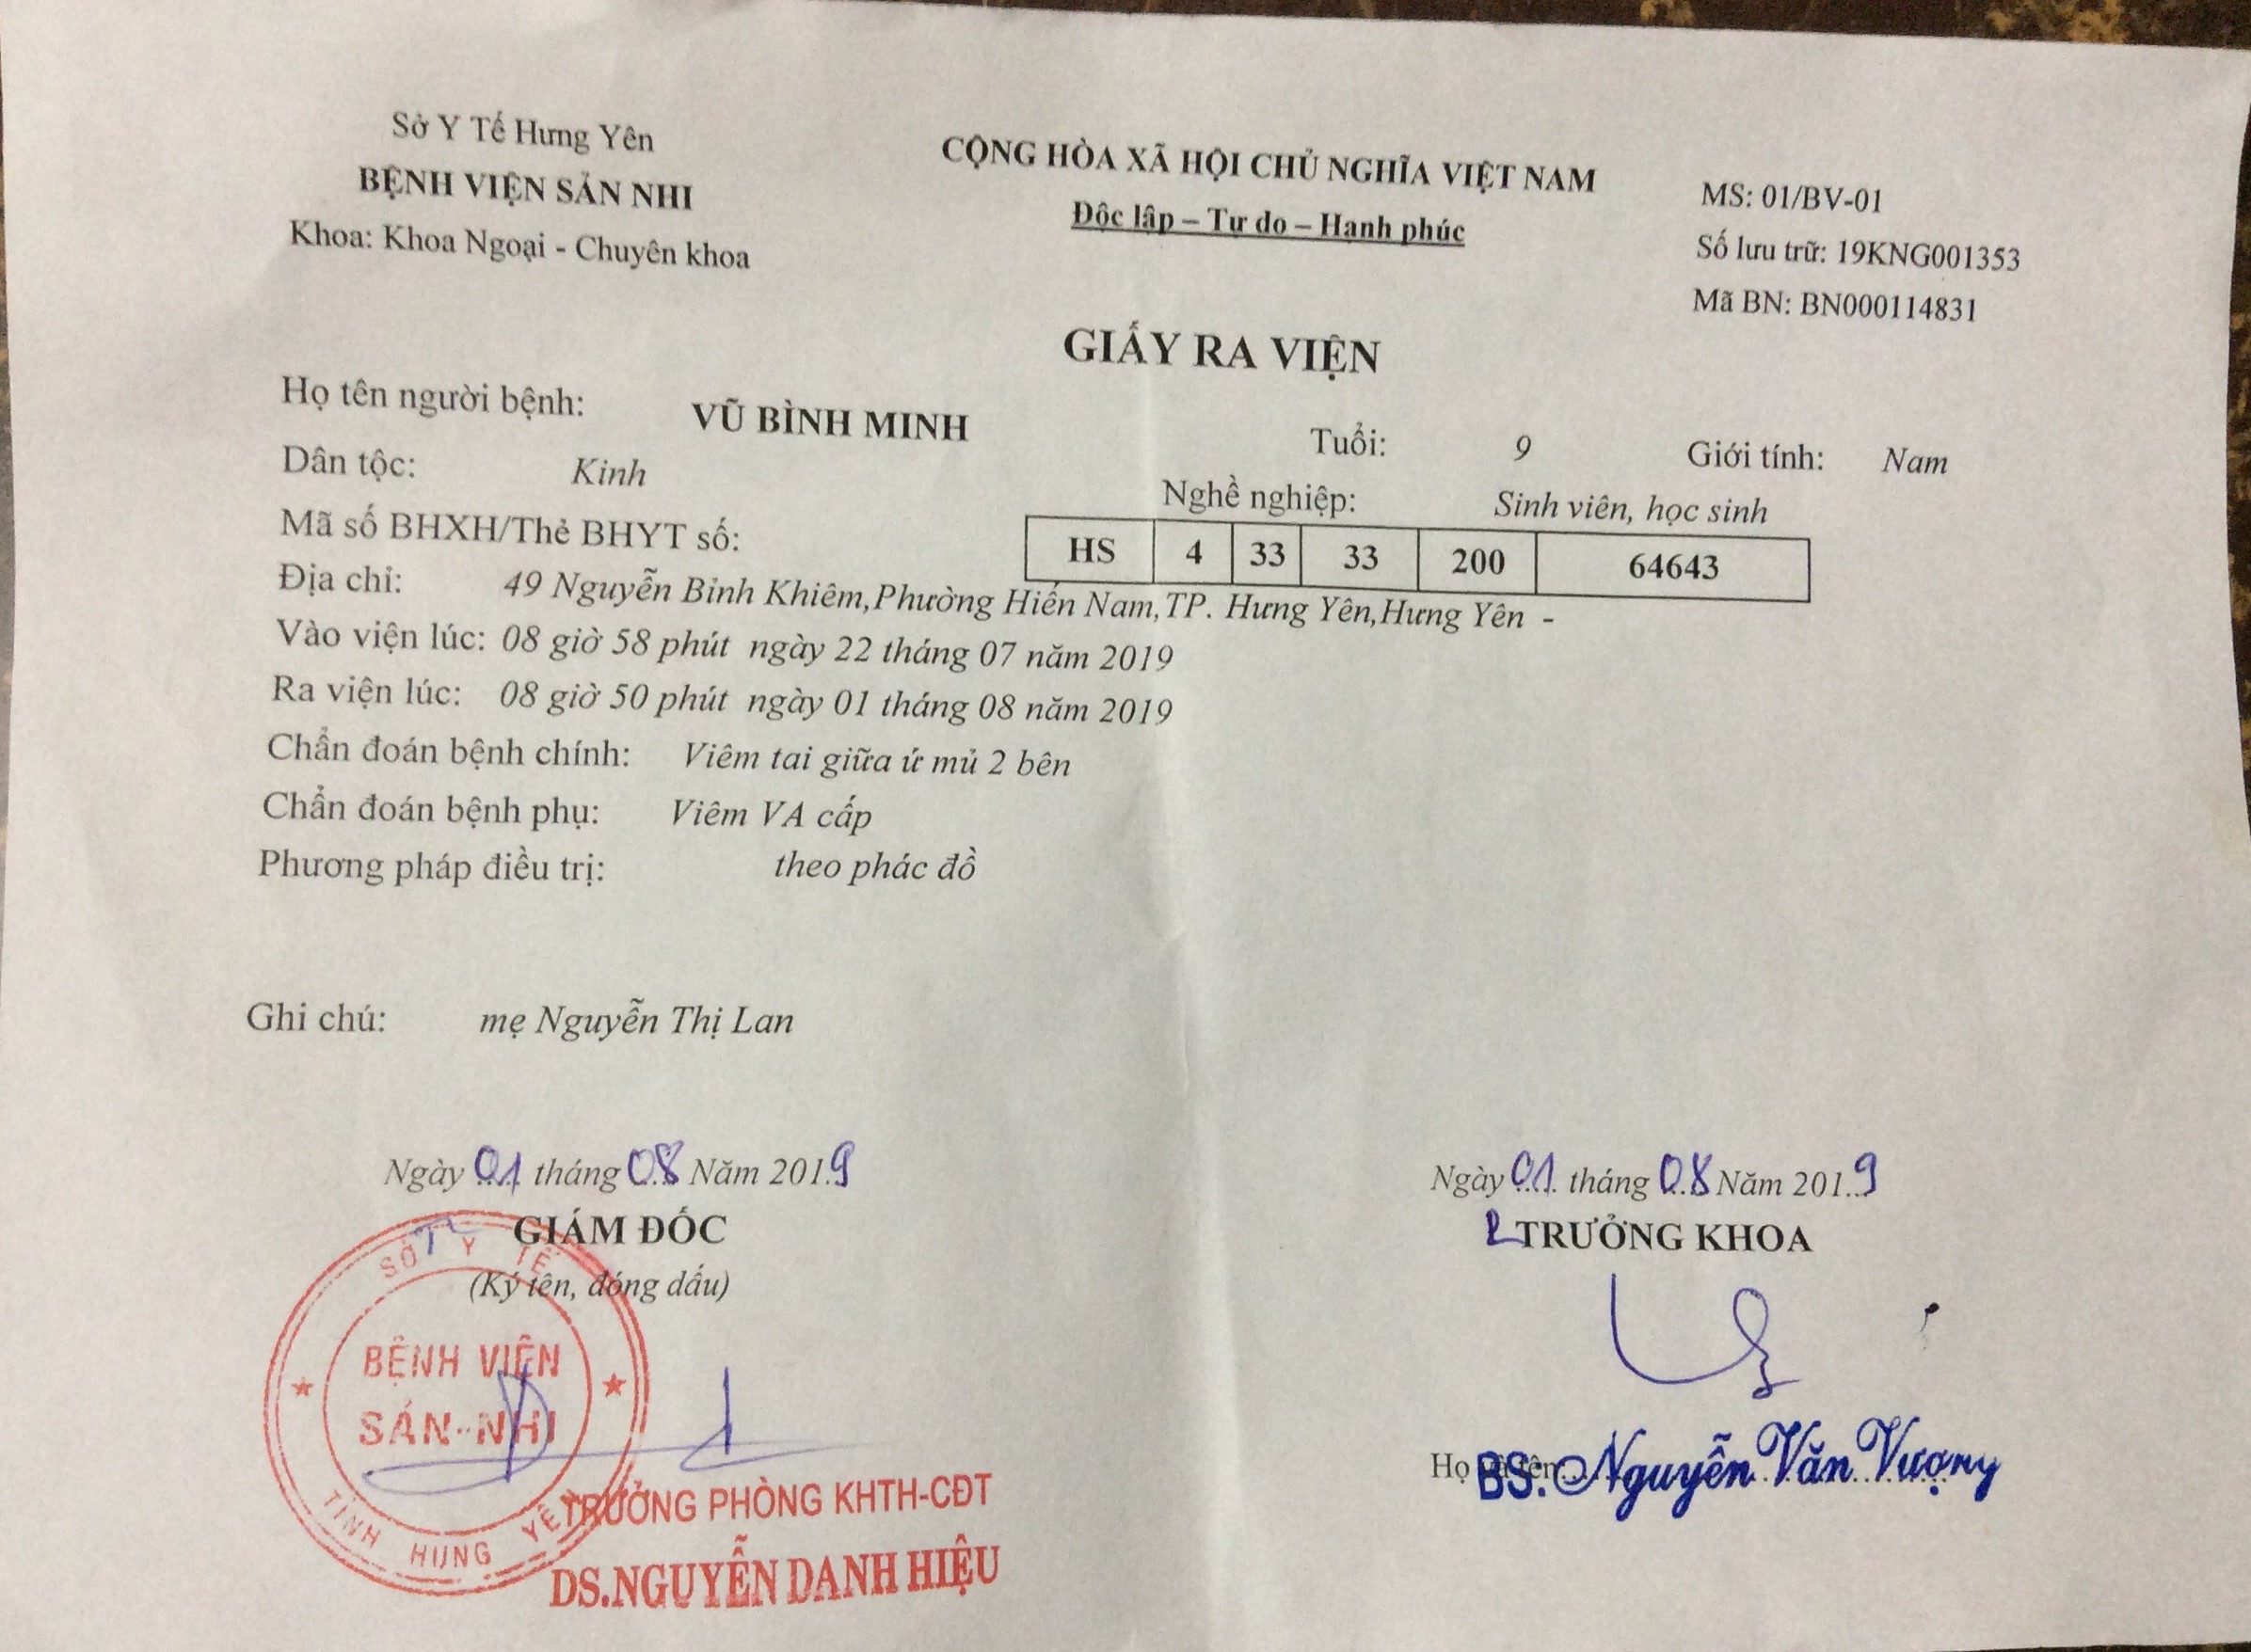 Sở Y Tế Hưng Yên
BỆNH VIỆN SẢN NHI
Khoa: Khoa Ngoại - Chuyên khoa
CỘNG HÒA XÃ HỘI CHỦ NGHĨA VIỆT NAM
Độc lập – Tự do – Hạnh phúc
MS: 01/BV-01
Số lưu trữ: 19KNG001353
Mã BN: BN000114831
GIẤY RA VIỆN
Họ tên người bệnh: VŨ BÌNH MINH Tuổi: 9 Giới tính: Nam
Dân tộc: Kinh Nghề nghiệp: Sinh viên, học sinh
Mã số BHXH/Thẻ BHYT số: HS 4 33 33 200 64643
Địa chỉ: 49 Nguyễn Bỉnh Khiêm,Phường Hiến Nam,TP. Hưng Yên,Hưng Yên -
Vào viện lúc: 08 giờ 58 phút ngày 22 tháng 07 năm 2019
Ra viện lúc: 08 giờ 50 phút ngày 01 tháng 08 năm 2019
Chẩn đoán bệnh chính: Viêm tai giữa ứ mủ 2 bên
Chẩn đoán bệnh phụ: Viêm VA cấp
Phương pháp điều trị: theo phác đồ
Ghi chú: mẹ Nguyễn Thị Lan
Ngày 01 tháng 08 Năm 2019
GIÁM ĐỐC
(Ký tên, đóng dấu)
SỞ Y TẾ
BỆNH VIỆN
SẢN-NHI
TỈNH HƯNG YÊN
TRƯỞNG PHÒNG KHTH-CĐT
DS.NGUYỄN DANH HIỆU
Ngày 01 tháng 08 Năm 2019
TRƯỞNG KHOA
Họ và tên
BS. Nguyễn Văn Vượng